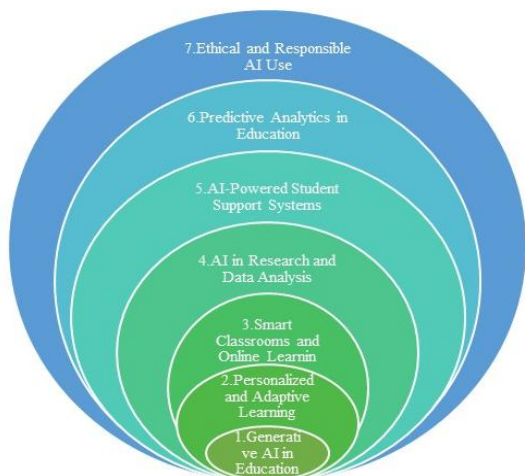 7.Ethical and Responsible
AI Use
6.Predictive Analytics in
Education
5.AI-Powered Student
Support Systems
4.AI in Research and
Data Analysis
3.Smart
Classrooms and
Online Learnin
2.Personalized
and Adaptive
Learning
1.Generati
ve AI in
Education